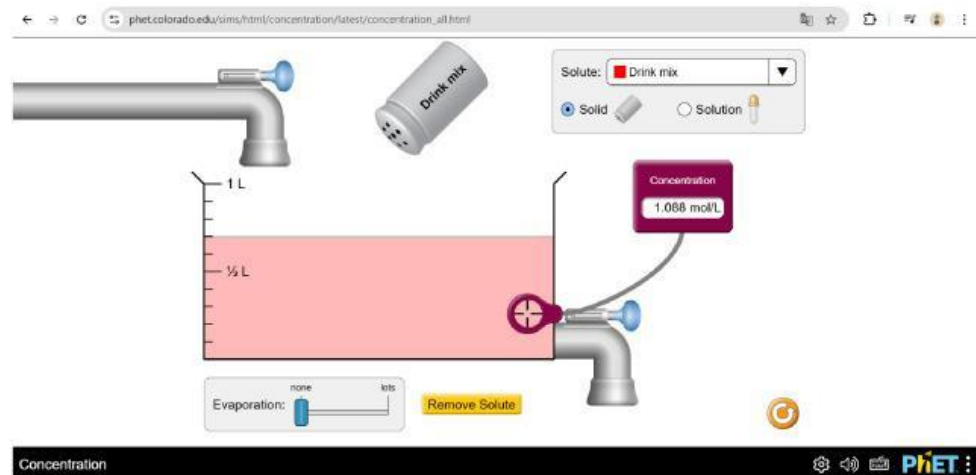 phet.colorado.edu/sims/html/concentration/latest/concentration_all.html
Drink mix
Solute: Drink mix
Solid Solution
1 L
Concentration
1.088 mol/L
½ L
none lots
Evaporation:
Remove Solute
Concentration PhET